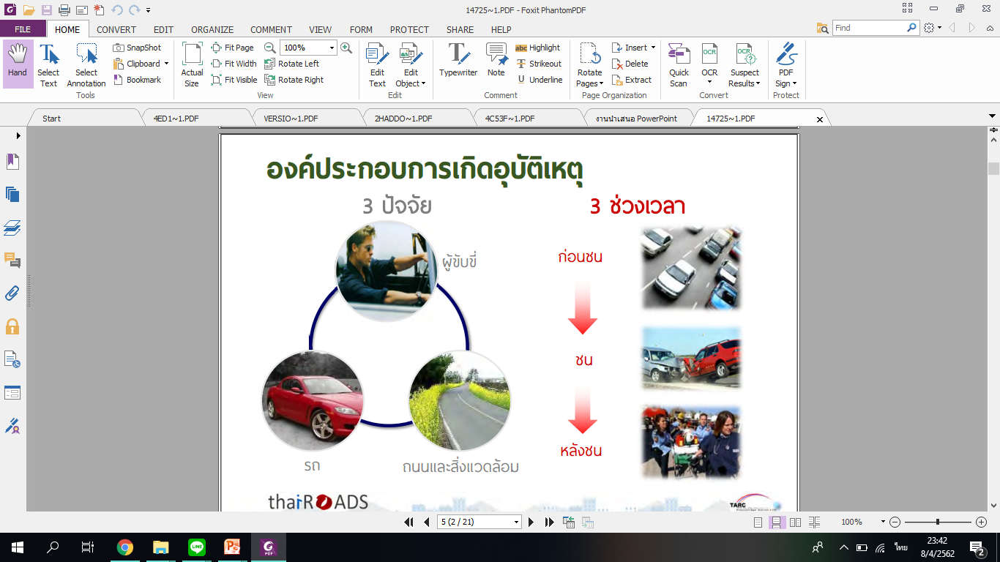 14725~1.PDF - Foxit PhantomPDF
FILE HOME CONVERT EDIT ORGANIZE COMMENT VIEW FORM PROTECT SHARE HELP Find
Hand
Select Text
Select Annotation
SnapShot
Clipboard
Bookmark
Tools
Actual Size
Fit Page
Fit Width
Fit Visible
100%
Rotate Left
Rotate Right
View
Edit Text
Edit Object
Edit
Typewriter
Note
abc Highlight
Strikeout
Underline
Comment
Rotate Pages
Insert
Delete
Extract
Page Organization
Quick Scan
OCR OCR
OCR Suspect Results
Convert
PDF Sign
Protect
Start 4ED1~1.PDF VERSIO~1.PDF 2HADDO~1.PDF 4C53F~1.PDF งานนำเสนอ PowerPoint 14725~1.PDF
องค์ประกอบการเกิดอุบัติเหตุ
3 ปัจจัย
ผู้ขับขี่
รถ
ถนนและสิ่งแวดล้อม
3 ช่วงเวลา
ก่อนชน
ชน
หลังชน
thaiROADS
TARC
5 (2 / 21)
100%
LINE
PDF
ไทย
23:42
8/4/2562
2